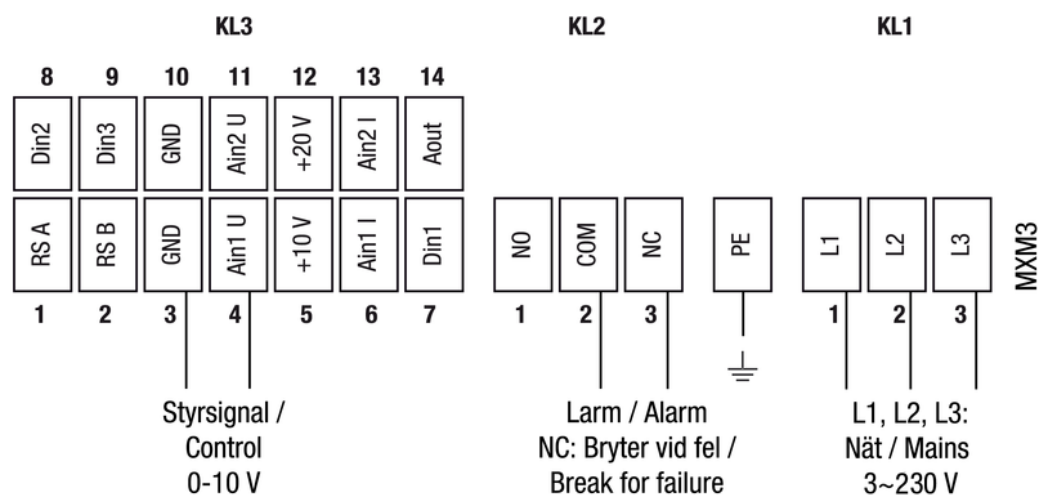 KL3 KL2 KL1
8 9 10 11 12 13 14
Din2 Din3 GND Ain2 U +20 V Ain2 I Aout
RS A RS B GND Ain1 U +10 V Ain1 I Din1 NO COM NC PE L1 L2 L3 MXM3
1 2 3 4 5 6 7 1 2 3 1 2 3
Styrsignal / Larm / Alarm L1, L2, L3:
Control NC: Bryter vid fel / Nät / Mains
0-10 V Break for failure 3~230 V